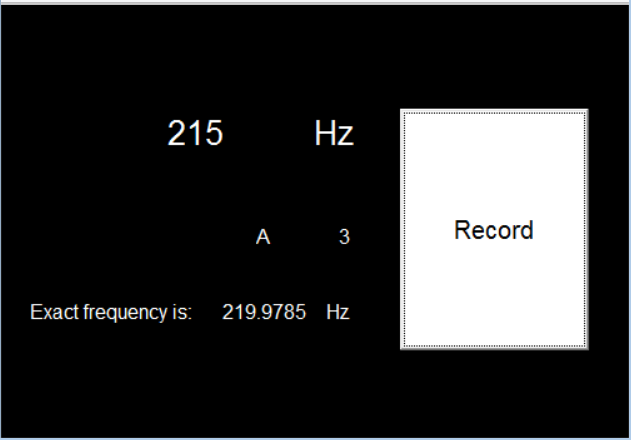 215 Hz
A 3
Record
Exact frequency is: 219.9785 Hz